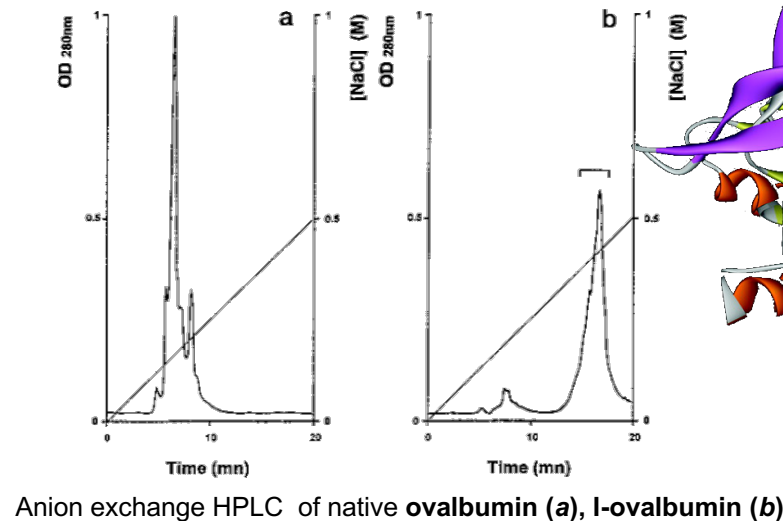 1 a 1 1 b 1
OD 280nm [NaCl] (M) OD 280nm [NaCl] (M)
0.5 0.5 0.5 0.5
0 0 0 0
0 10 20 0 10 20
Time (mn) Time (mn)
Anion exchange HPLC of native ovalbumin (a), I-ovalbumin (b)